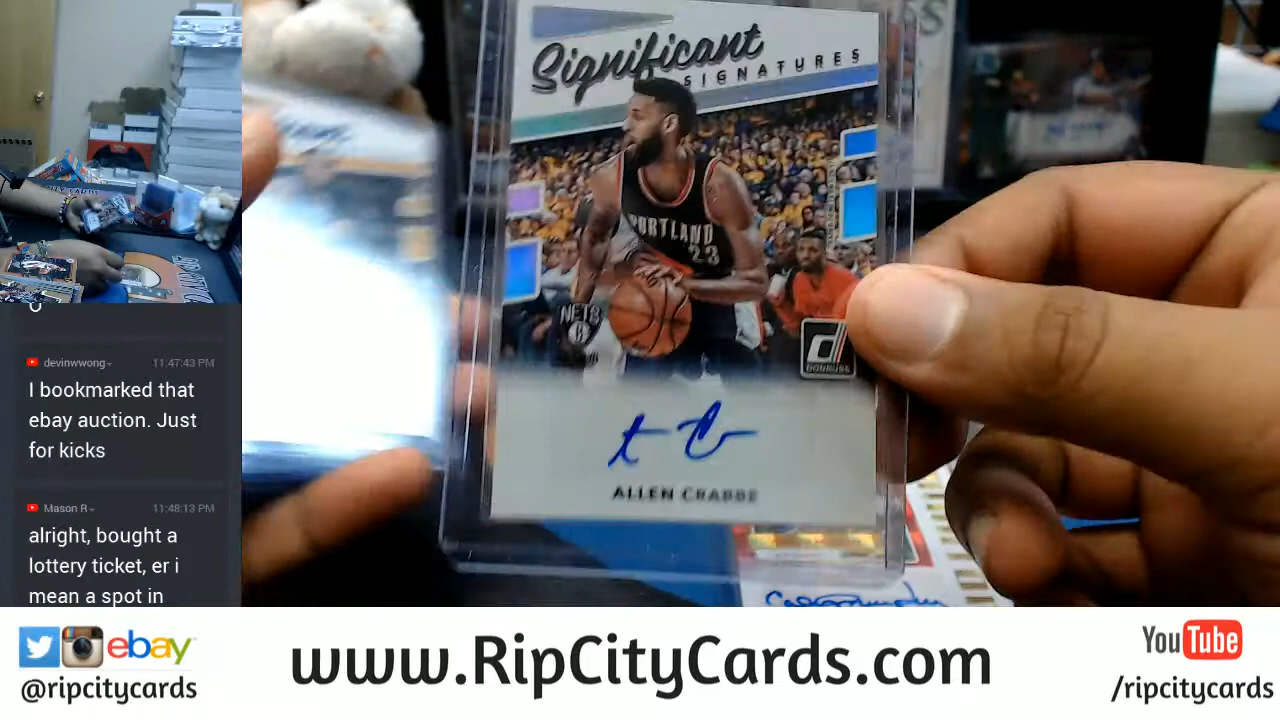 Significant
SIGNATURES
PORTLAND
23
NETS
DONRUSS
ALLEN CRABBE
devinwwong
11:47:43 PM
I bookmarked that
ebay auction. Just
for kicks
Mason R
11:48:13 PM
alright, bought a
lottery ticket, er i
mean a spot in
ebay
@ripcitycards
www.RipCityCards.com
YouTube
/ripcitycards